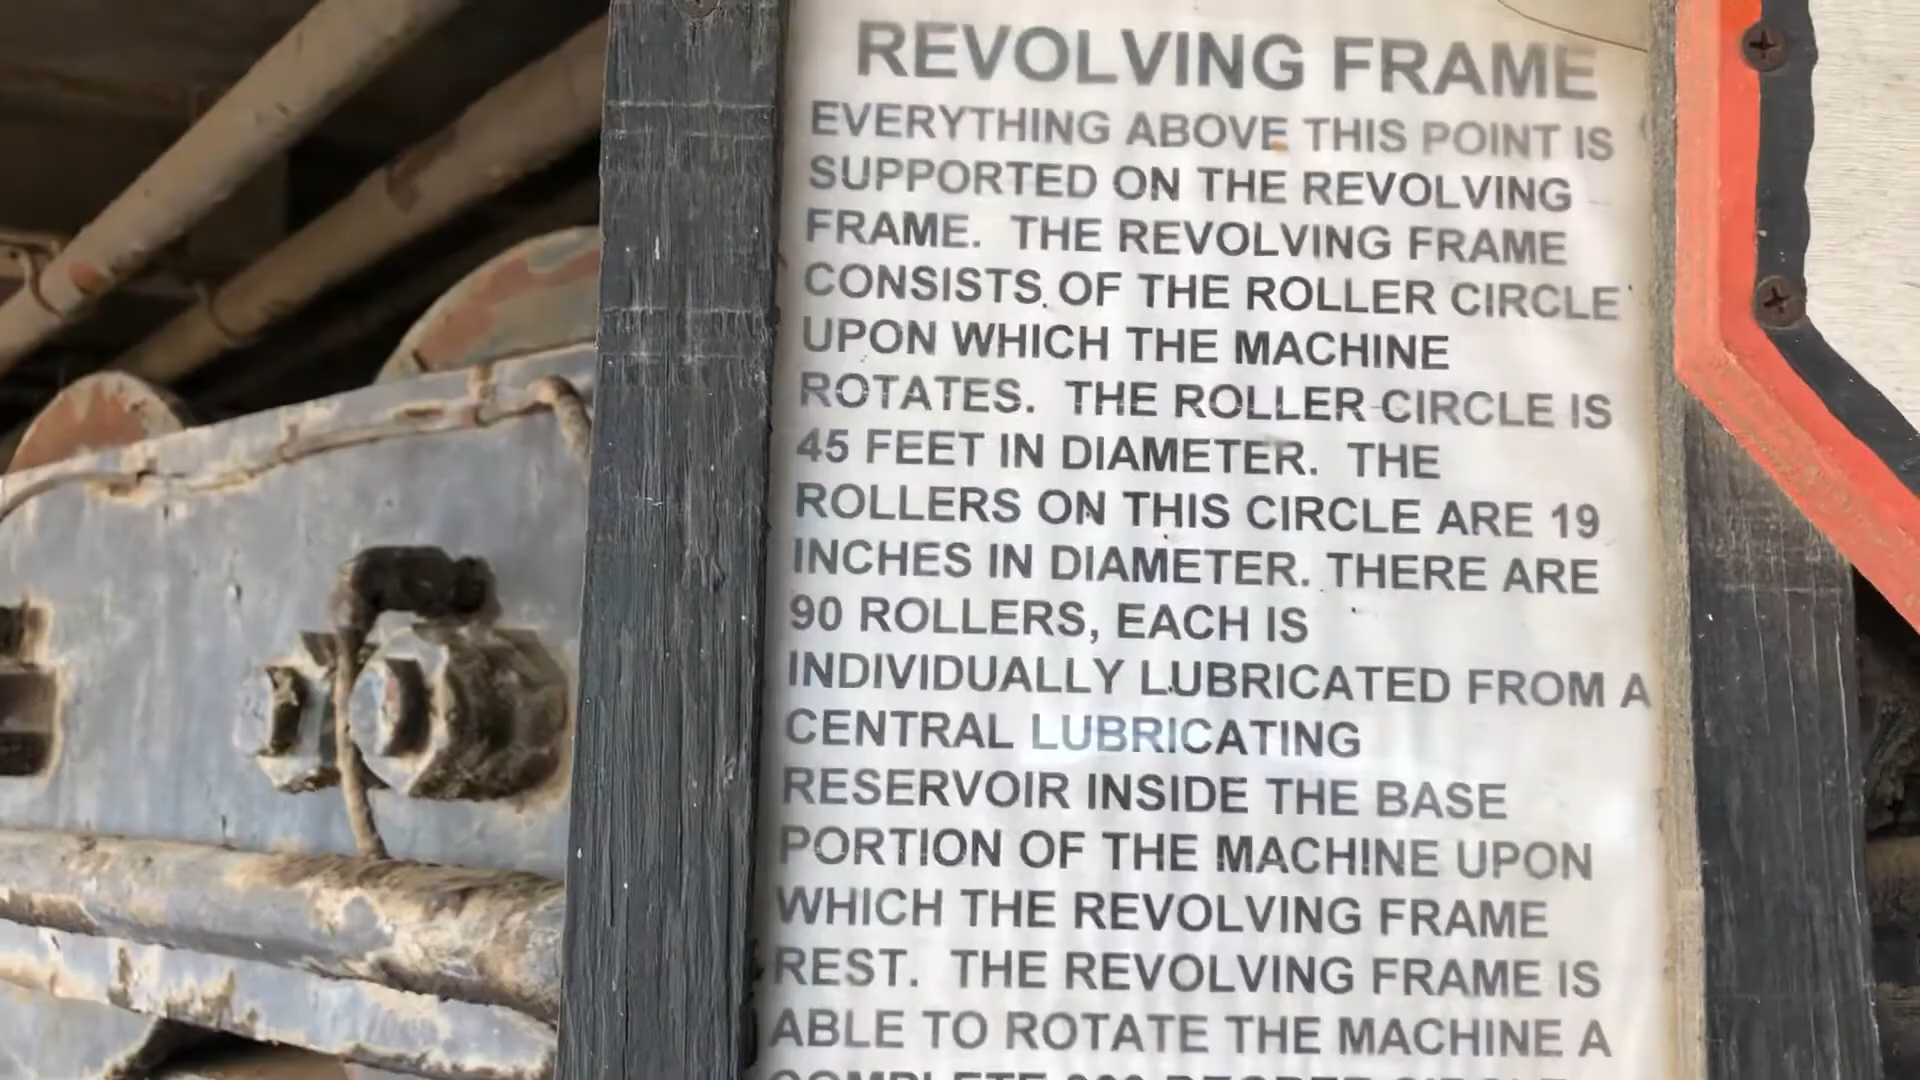 REVOLVING FRAME
EVERYTHING ABOVE THIS POINT IS
SUPPORTED ON THE REVOLVING
FRAME. THE REVOLVING FRAME
CONSISTS OF THE ROLLER CIRCLE
UPON WHICH THE MACHINE
ROTATES. THE ROLLER CIRCLE IS
45 FEET IN DIAMETER. THE
ROLLERS ON THIS CIRCLE ARE 19
INCHES IN DIAMETER. THERE ARE
90 ROLLERS, EACH IS
INDIVIDUALLY LUBRICATED FROM A
CENTRAL LUBRICATING
RESERVOIR INSIDE THE BASE
PORTION OF THE MACHINE UPON
WHICH THE REVOLVING FRAME
REST. THE REVOLVING FRAME IS
ABLE TO ROTATE THE MACHINE A